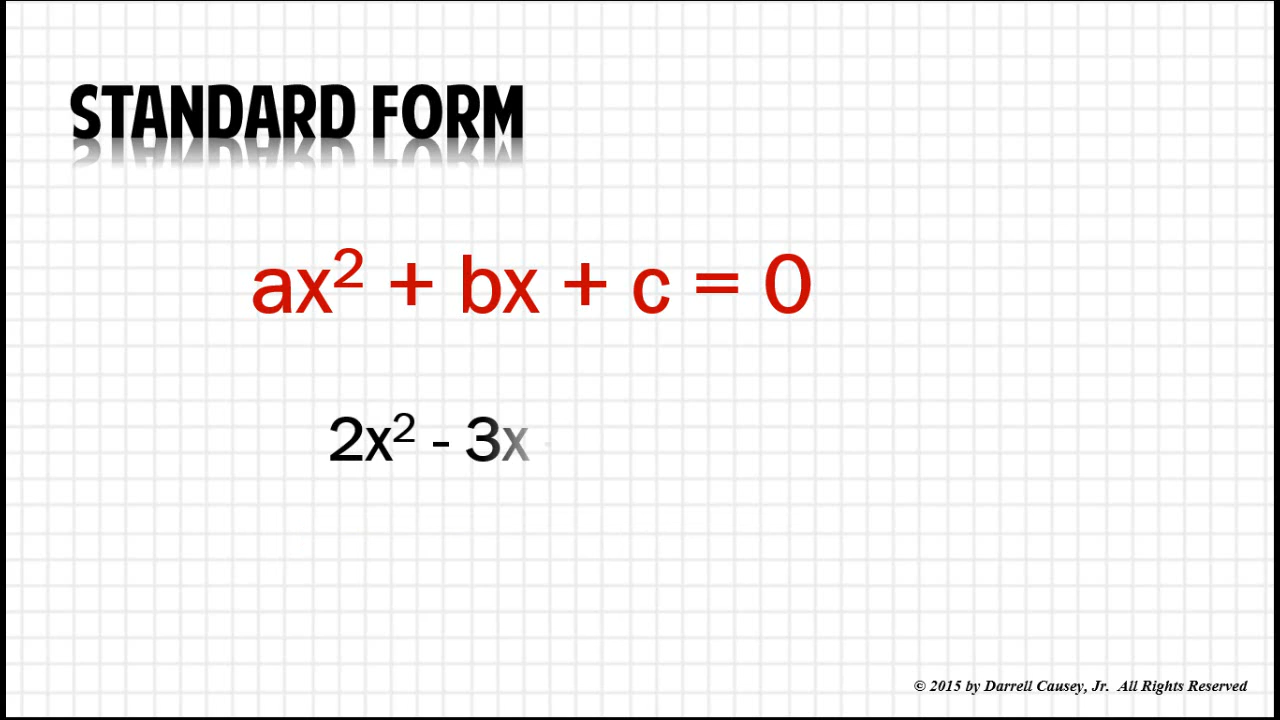 STANDARD FORM
ax² + bx + c = 0
2x² - 3x
© 2015 by Darrell Causey, Jr. All Rights Reserved